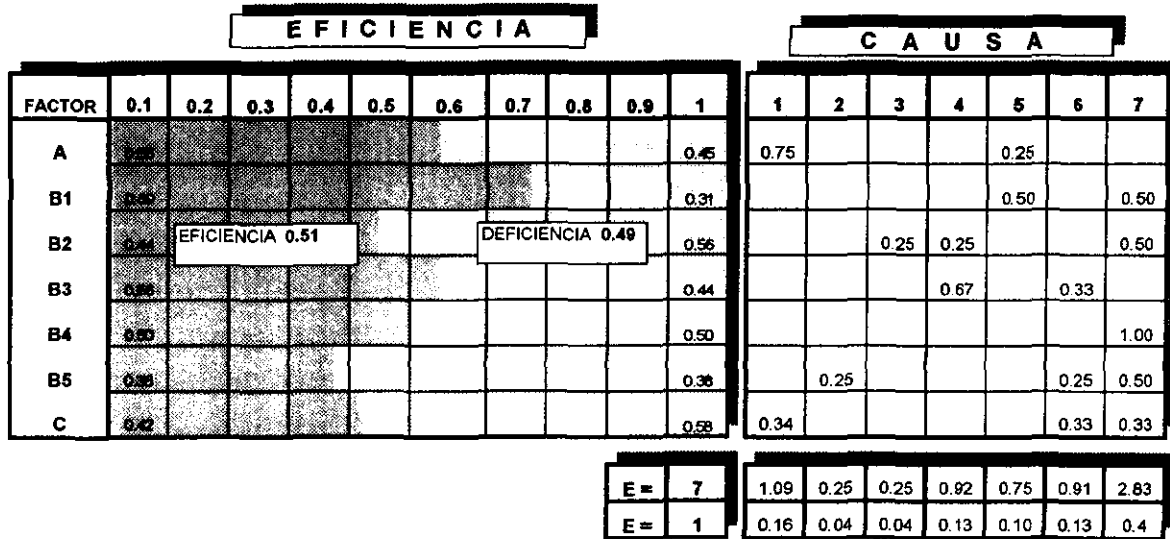 EFICIENCIA
CAUSA
FACTOR 0.1 0.2 0.3 0.4 0.5 0.6 0.7 0.8 0.9 1 1 2 3 4 5 6 7
A 0.45 0.75 0.25
B1 0.31 0.50 0.50
B2 0.44 EFICIENCIA 0.51 DEFICIENCIA 0.49 0.56 0.25 0.25 0.50
B3 0.44 0.67 0.33
B4 0.50 0.50 1.00
B5 0.25 0.25 0.50
C 0.42 0.58 0.34 0.33 0.33
E = 7 1.09 0.25 0.25 0.92 0.75 0.91 2.83
E = 1 0.16 0.04 0.04 0.13 0.10 0.13 0.4